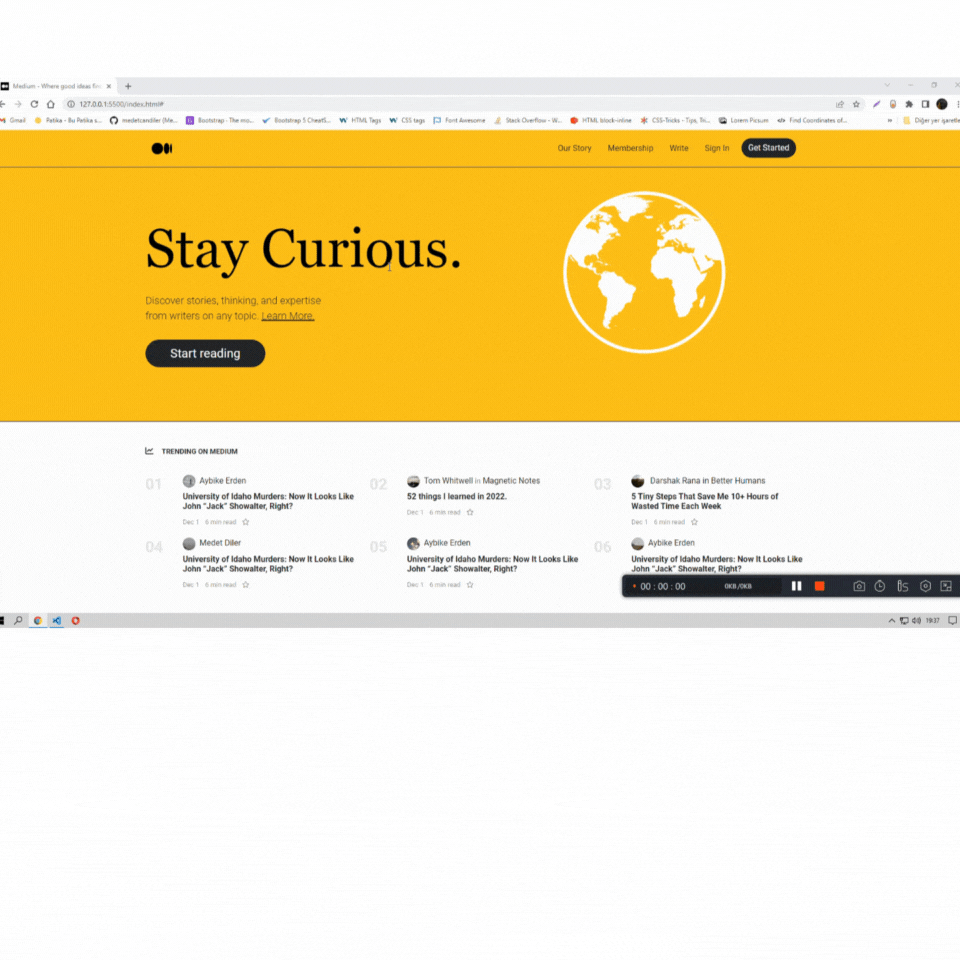 Medium - Where good ideas fin
127.0.0.1:5500/index.html#
Gmail Patika - Bu Patika s... medetcandiler (Me... Bootstrap - The mo... Bootstrap 5 CheatS... HTML Tags CSS tags Font Awesome Stack Overflow - W... HTML block-inline CSS-Tricks - Tips, Tri... Lorem Picsum Find Coordinates of... » Diğer yer işaretle
Our Story Membership Write Sign In Get Started
Stay Curious.
Discover stories, thinking, and expertise
from writers on any topic. Learn More.
Start reading
TRENDING ON MEDIUM
01 Aybike Erden
University of Idaho Murders: Now It Looks Like
John "Jack" Showalter, Right?
Dec 1 6 min read
02 Tom Whitwell in Magnetic Notes
52 things I learned in 2022.
Dec 1 6 min read
03 Darshak Rana in Better Humans
5 Tiny Steps That Save Me 10+ Hours of
Wasted Time Each Week
Dec 1 6 min read
04 Medet Diler
University of Idaho Murders: Now It Looks Like
John "Jack" Showalter, Right?
Dec 1 6 min read
05 Aybike Erden
University of Idaho Murders: Now It Looks Like
John "Jack" Showalter, Right?
Dec 1 6 min read
06 Aybike Erden
University of Idaho Murders: Now It Looks Like
John "Jack" Showalter, Right?
00 : 00 : 00 0KB /0KB
19:37